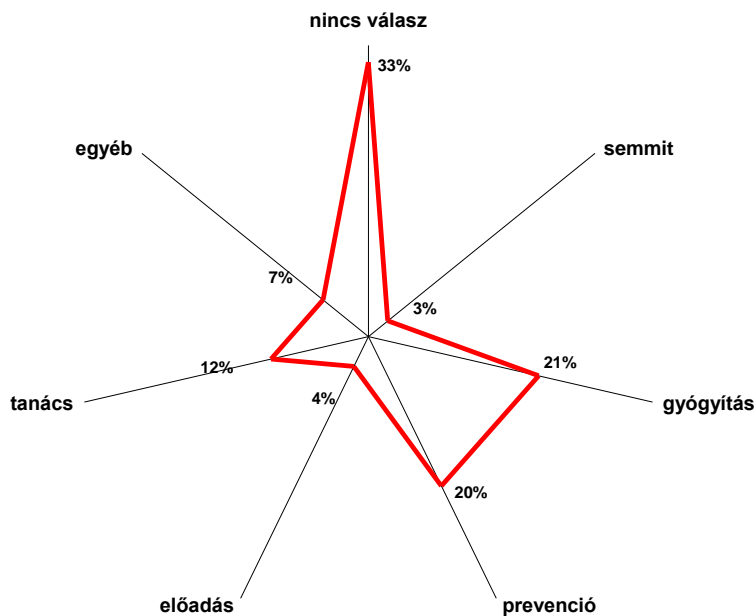 nincs válasz
33%
egyéb
semmit
7%
3%
21%
12%
4%
tanács
gyógyítás
20%
előadás
prevenció